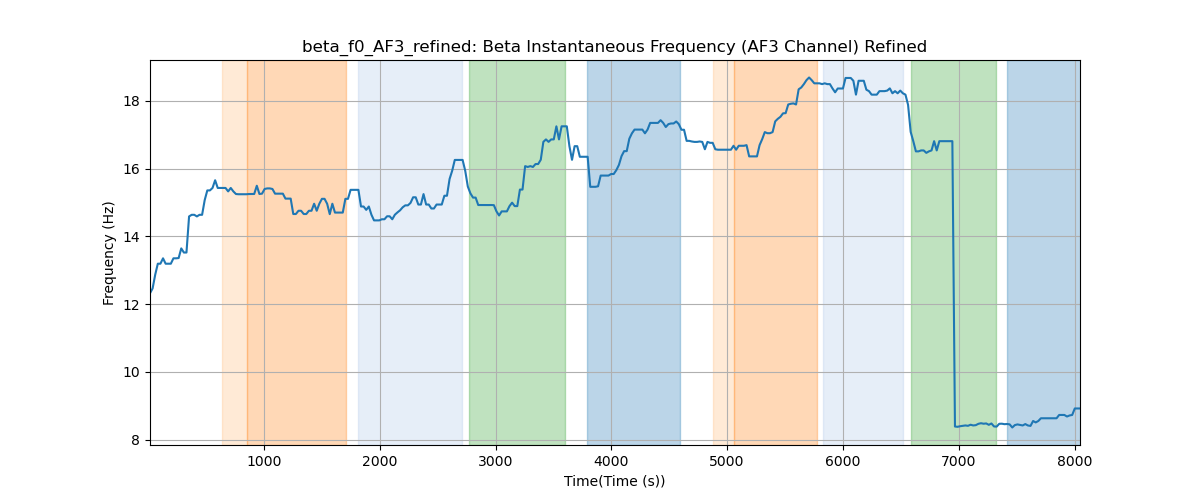 beta_f0_AF3_refined: Beta Instantaneous Frequency (AF3 Channel) Refined
Frequency (Hz)
18
16
14
12
10
8
1000 2000 3000 4000 5000 6000 7000 8000
Time(Time (s))